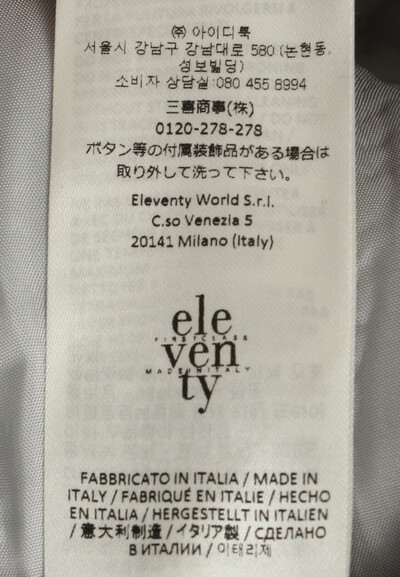 ㈜ 아이디룩
서울시 강남구 강남대로 580 (논현동,
성보빌딩)
소비자 상담실:080 455 8994
三喜商事(株)
0120-278-278
ボタン等の付属装飾品がある場合は
取り外して洗って下さい。
Eleventy World S.r.l.
C.so Venezia 5
20141 Milano (Italy)
ele
FIRSTCLASS
ven
MADEINITALY
ty
FABBRICATO IN ITALIA / MADE IN
ITALY / FABRIQUÉ EN ITALIE / HECHO
EN ITALIA / HERGESTELLT IN ITALIEN
/ 意大利制造 / イタリア製 / СДЕЛАНО
В ИТАЛИИ / 이태리제